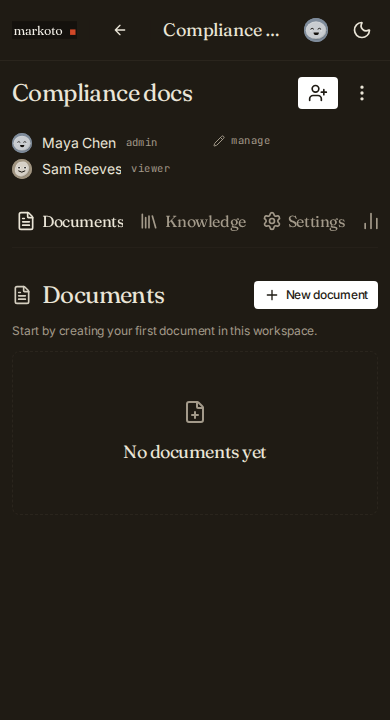 markoto
Compliance ...
Compliance docs
Maya Chen admin manage
Sam Reeves viewer
Documents Knowledge Settings
Documents
New document
Start by creating your first document in this workspace.
No documents yet